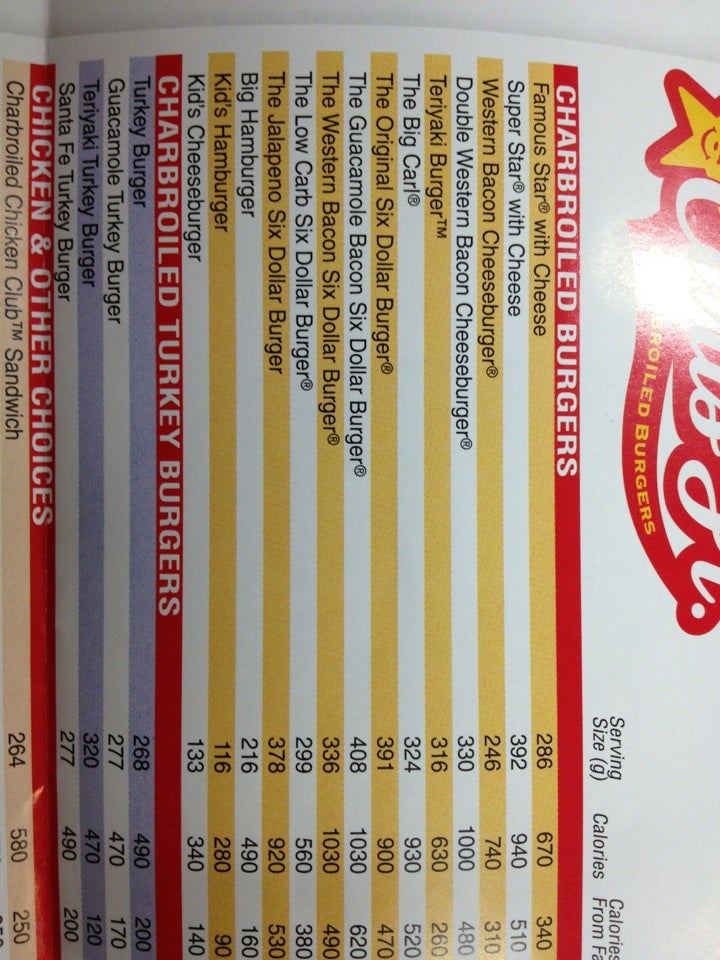 CHARBROILED BURGERS
Serving Size (g) Calories Calories
From Fa
CHARBROILED BURGERS
Famous Star® with Cheese 286 670 340
Super Star® with Cheese 392 940 510
Western Bacon Cheeseburger® 246 740 310
Double Western Bacon Cheeseburger® 330 1000 480
Teriyaki Burger™ 316 630 260
The Big Carl® 324 930 520
The Original Six Dollar Burger® 391 900 470
The Guacamole Bacon Six Dollar Burger® 408 1030 620
The Western Bacon Six Dollar Burger® 336 1030 490
The Low Carb Six Dollar Burger® 299 560 380
The Jalapeno Six Dollar Burger 378 920 530
Big Hamburger 216 490 160
Kid's Hamburger 116 280 90
Kid's Cheeseburger 133 340 140
CHARBROILED TURKEY BURGERS
Turkey Burger 268 490 200
Guacamole Turkey Burger 277 470 170
Teriyaki Turkey Burger 320 470 120
Santa Fe Turkey Burger 277 490 200
CHICKEN & OTHER CHOICES
Charbroiled Chicken Club™ Sandwich 264 580 250